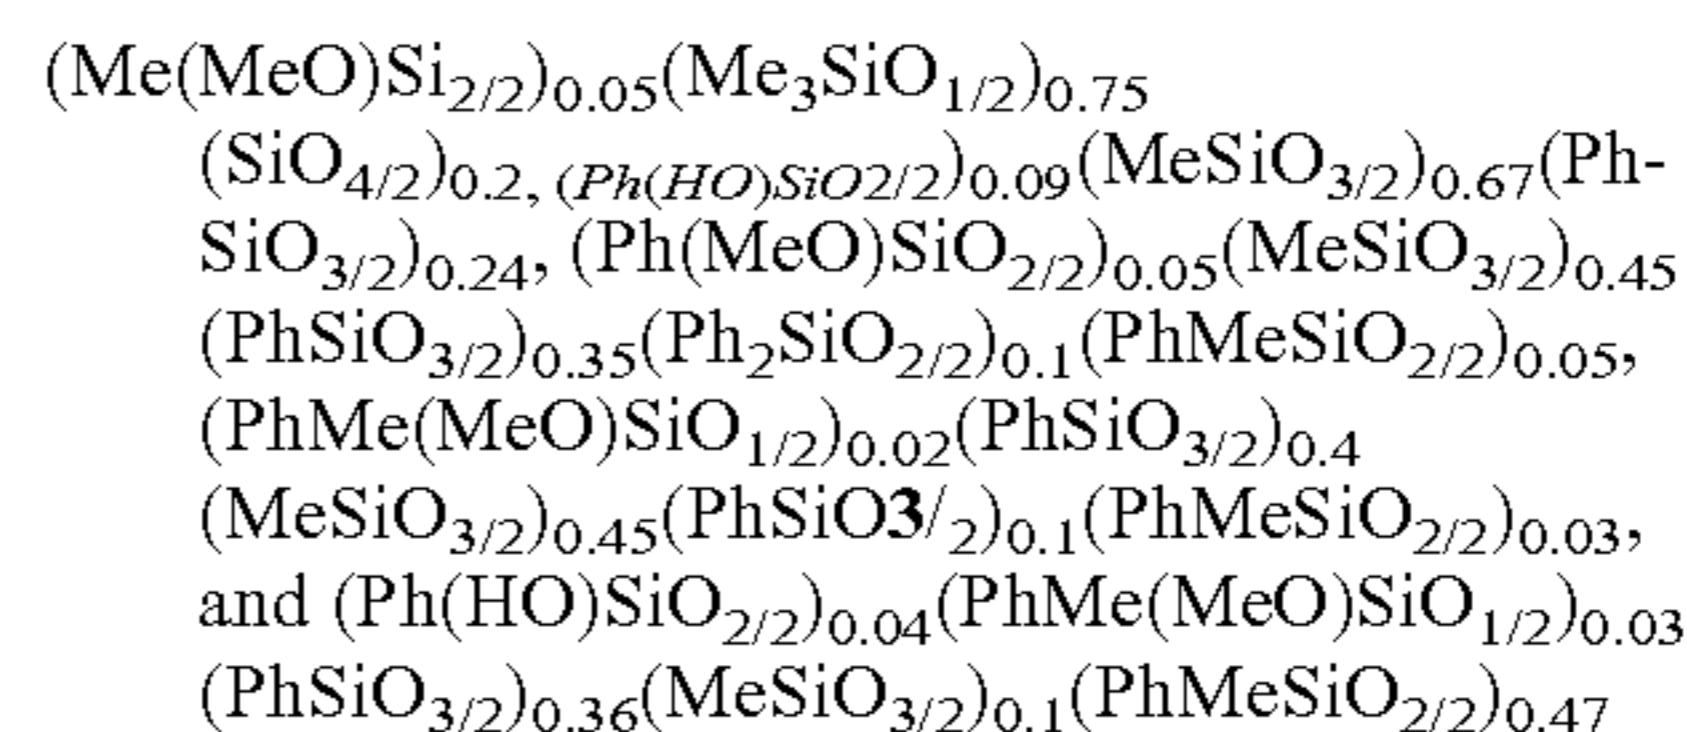 (Me(MeO)Si₂/₂)₀.₀₅(Me₃SiO₁/₂)₀.₇₅
(SiO₄/₂)₀.₂, (Ph(HO)SiO2/2)₀.₀₉(MeSiO₃/₂)₀.₆₇(Ph-
SiO₃/₂)₀.₂₄, (Ph(MeO)SiO₂/₂)₀.₀₅(MeSiO₃/₂)₀.₄₅
(PhSiO₃/₂)₀.₃₅(Ph₂SiO₂/₂)₀.₁(PhMeSiO₂/₂)₀.₀₅,
(PhMe(MeO)SiO₁/₂)₀.₀₂(PhSiO₃/₂)₀.₄
(MeSiO₃/₂)₀.₄₅(PhSiO3/₂)₀.₁(PhMeSiO₂/₂)₀.₀₃,
and (Ph(HO)SiO₂/₂)₀.₀₄(PhMe(MeO)SiO₁/₂)₀.₀₃
(PhSiO₃/₂)₀.₃₆(MeSiO₃/₂)₀.₁(PhMeSiO₂/₂)₀.₄₇